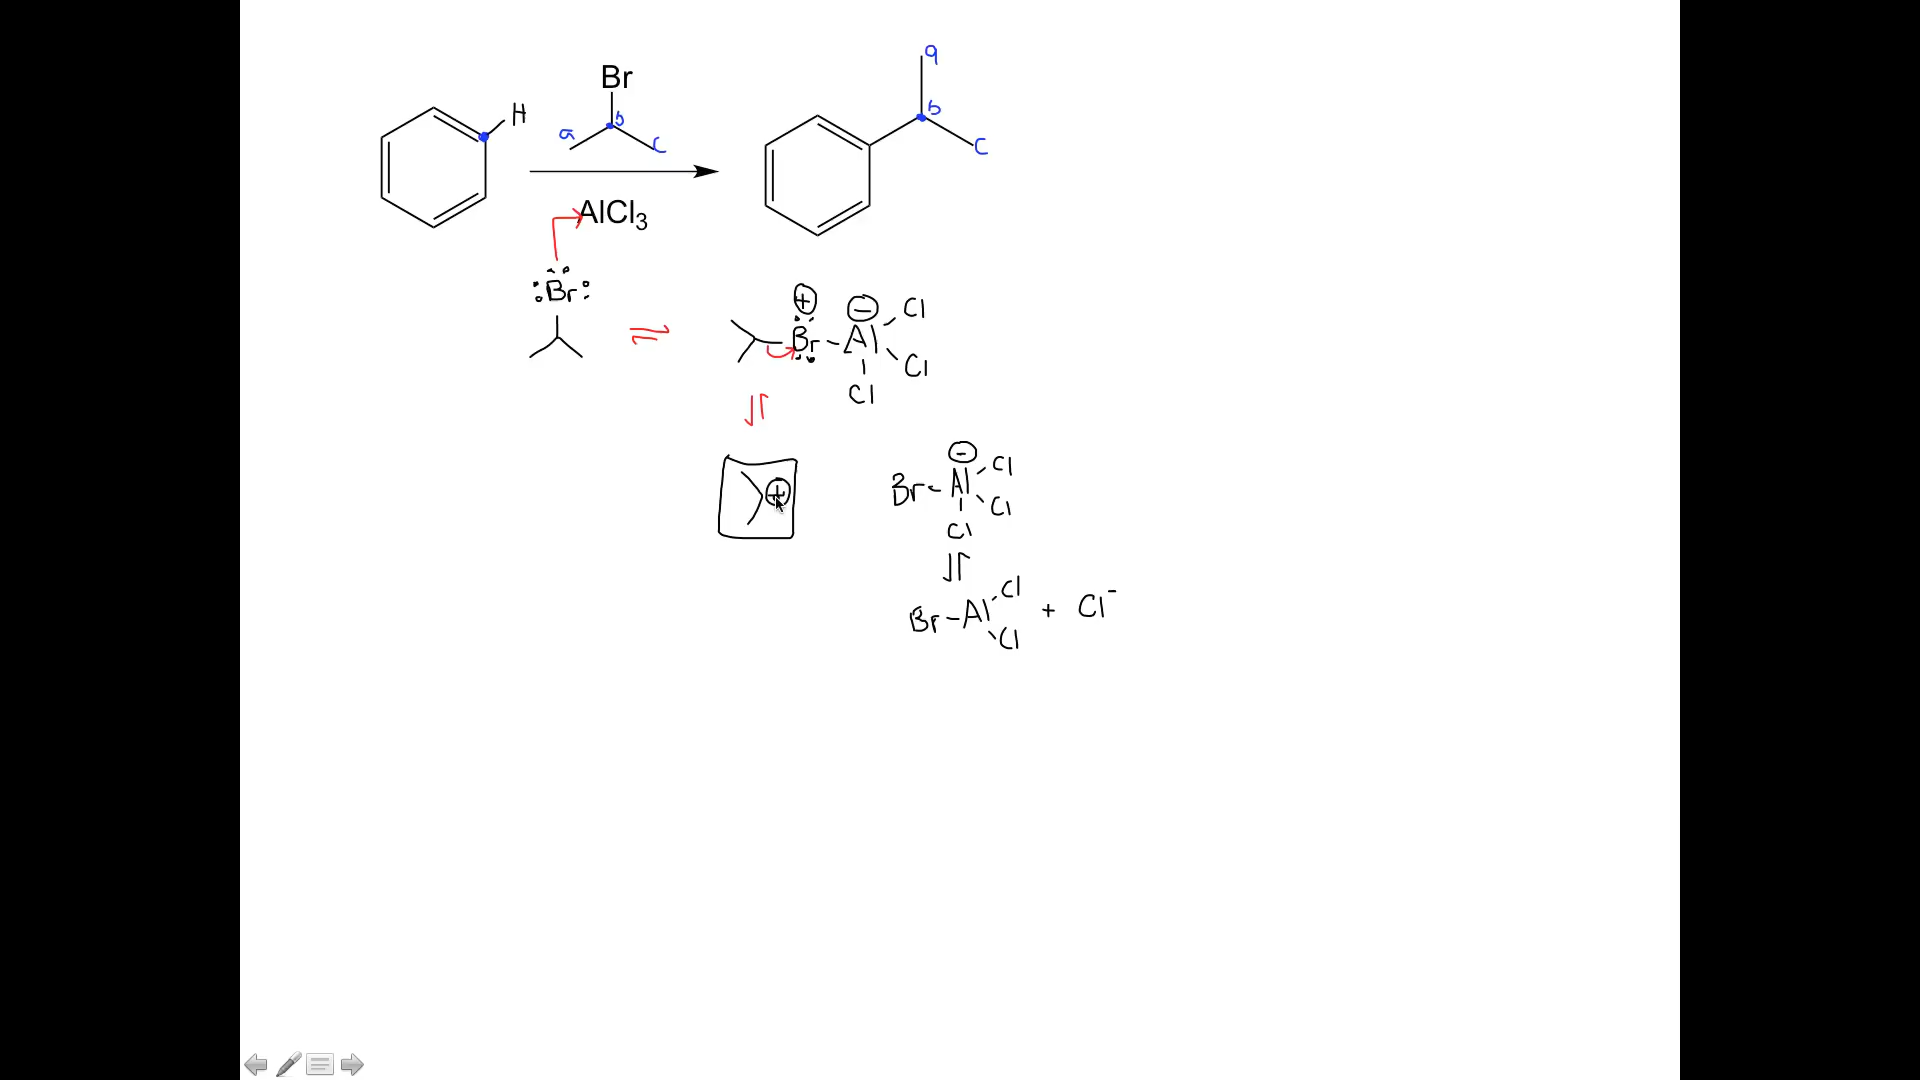 Br
H
a b c
AlCl3
a
b
c
:Br:
+ −
Br - Al Cl
Cl
Cl
+
−
Br - Al Cl
Cl
Cl
Br - Al Cl
Cl
+ Cl-